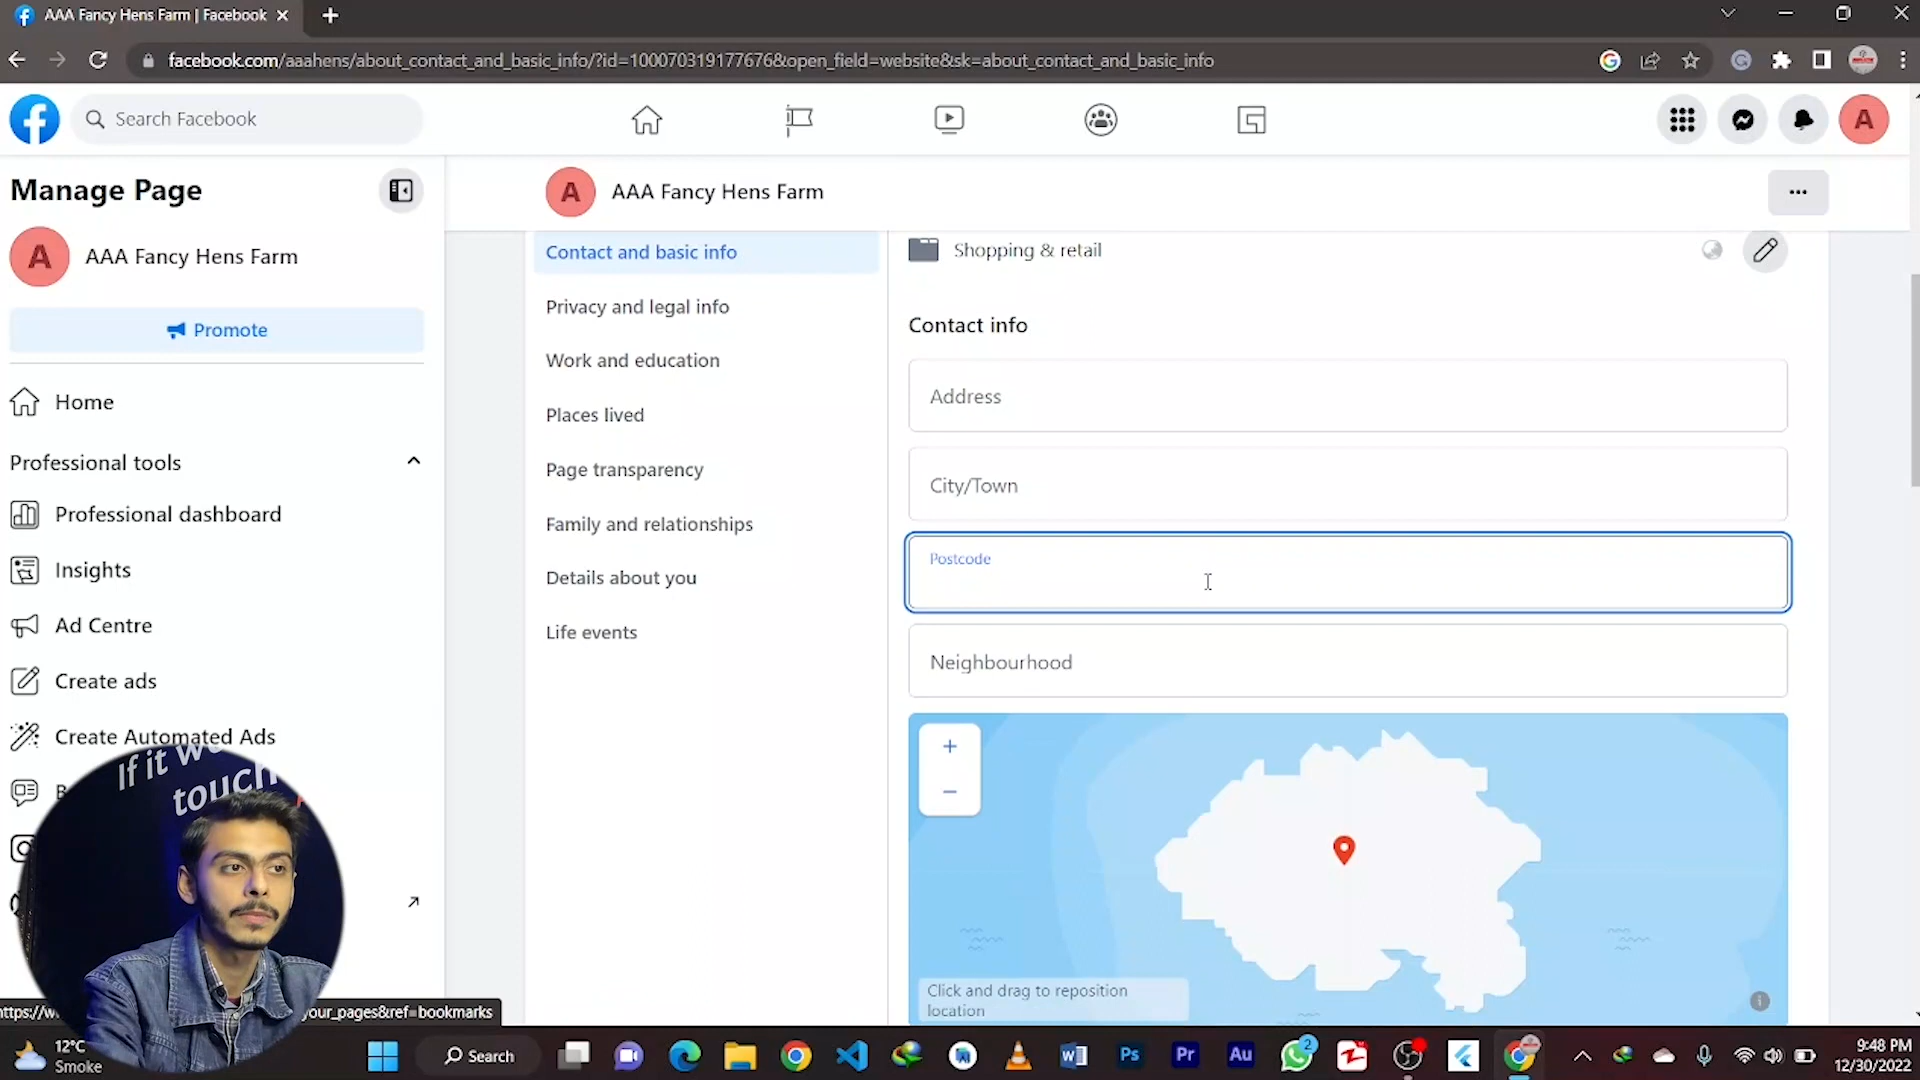 AAA Fancy Hens Farm | Facebook
facebook.com/aaahens/about_contact_and_basic_info/?id=100070319177676&open_field=website&sk=about_contact_and_basic_info
Search Facebook
A
Manage Page
A
AAA Fancy Hens Farm
Promote
Home
Professional tools
Professional dashboard
Insights
Ad Centre
Create ads
Create Automated Ads
If it
touch
your_pages&ref=bookmarks
A
AAA Fancy Hens Farm
Contact and basic info
Privacy and legal info
Work and education
Places lived
Page transparency
Family and relationships
Details about you
Life events
Shopping & retail
Contact info
Address
City/Town
Postcode
Neighbourhood
Click and drag to reposition
location
12°C
Smoke
Search
Ps
Pr
Au
2
9:48 PM
12/30/2022